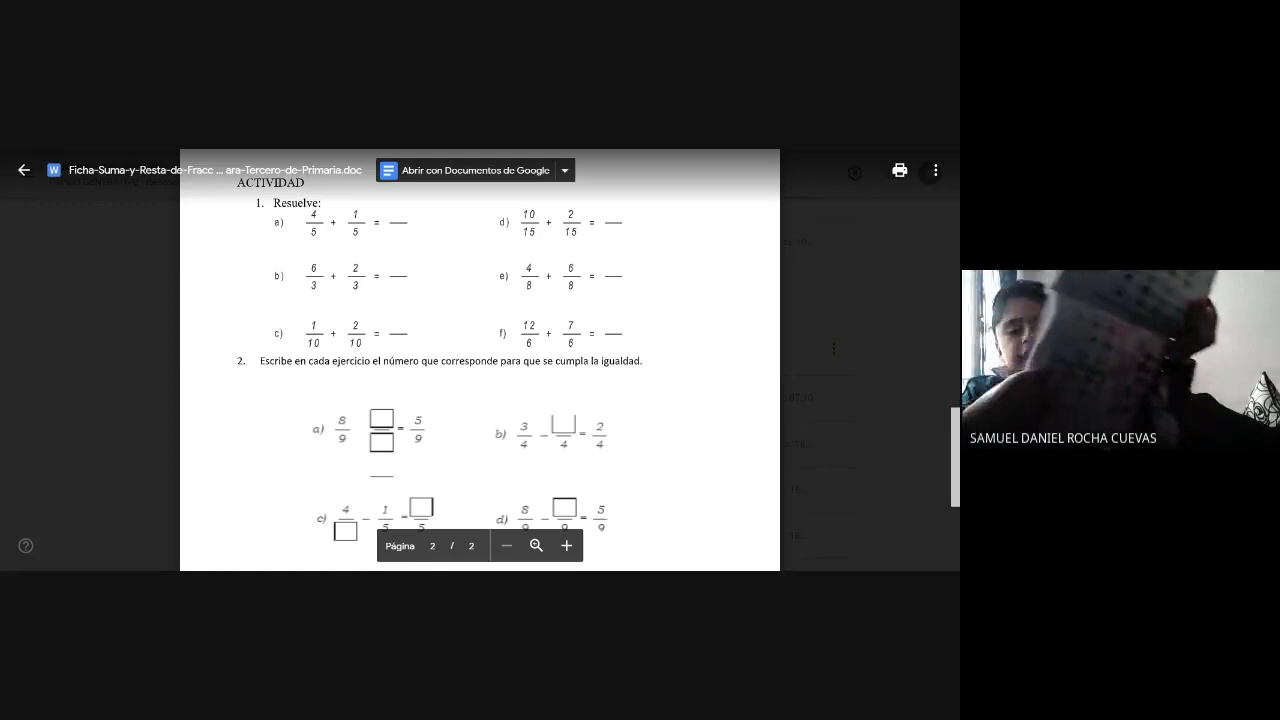 Ficha-Suma-y-Resta-de-Fracc ... ara-Tercero-de-Primaria.doc
Abrir con Documentos de Google
ACTIVIDAD
1. Resuelve:
a) 4/5 + 1/5 = —
d) 10/15 + 2/15 = —
b) 6/3 + 2/3 = —
e) 4/8 + 6/8 = —
c) 1/10 + 2/10 = —
f) 12/6 + 7/6 = —
2. Escribe en cada ejercicio el número que corresponde para que se cumpla la igualdad.
a) 8/9 □/□ = 5/9
b) 3/4 − □/4 = 2/4
c) 4/□ − 1/5 = □/5
d) 8/9 − □/9 = 5/9
Página 2 / 2
SAMUEL DANIEL ROCHA CUEVAS